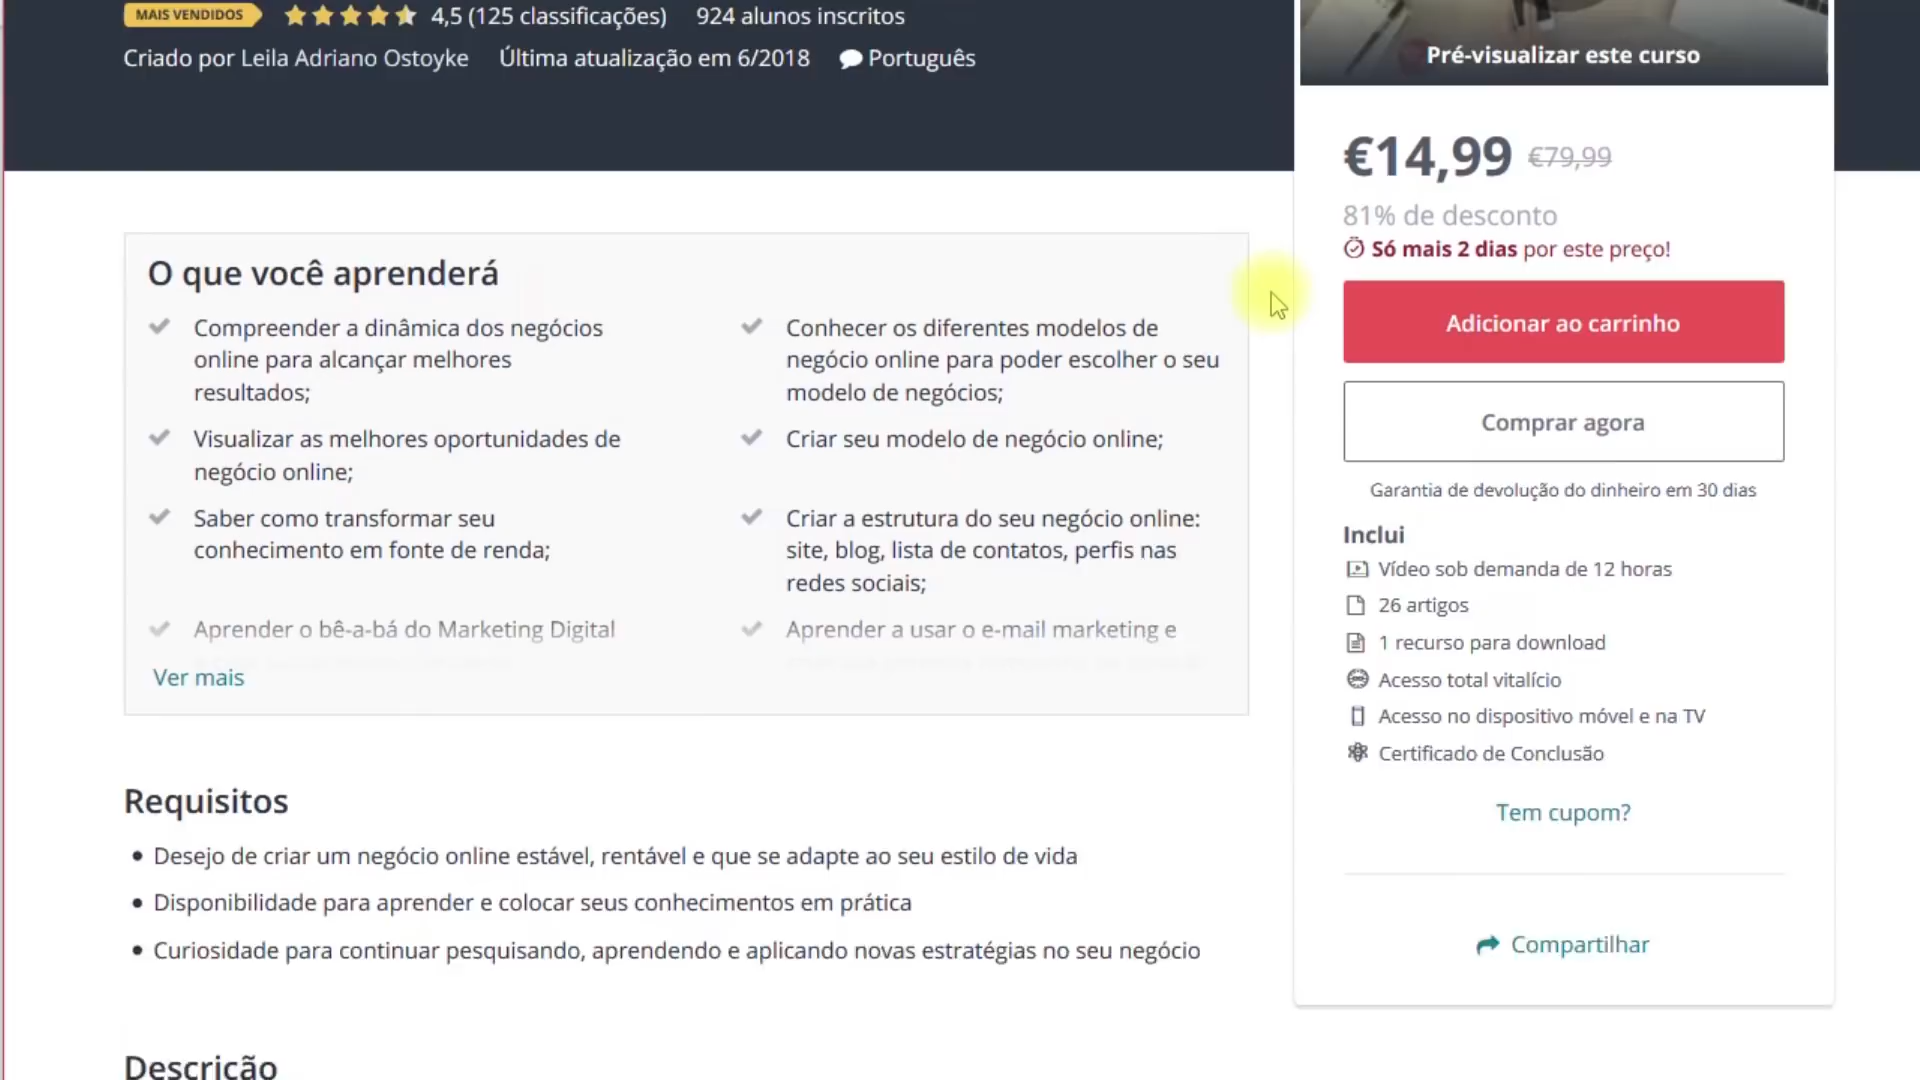 MAIS VENDIDOS 4,5 (125 classificações) 924 alunos inscritos
Criado por Leila Adriano Ostoyke Última atualização em 6/2018 Português
O que você aprenderá
Compreender a dinâmica dos negócios
online para alcançar melhores
resultados;
Conhecer os diferentes modelos de
negócio online para poder escolher o seu
modelo de negócios;
Visualizar as melhores oportunidades de
negócio online;
Criar seu modelo de negócio online;
Saber como transformar seu
conhecimento em fonte de renda;
Criar a estrutura do seu negócio online:
site, blog, lista de contatos, perfis nas
redes sociais;
Aprender o bê-a-bá do Marketing Digital
Aprender a usar o e-mail marketing e
Ver mais
Requisitos
Desejo de criar um negócio online estável, rentável e que se adapte ao seu estilo de vida
Disponibilidade para aprender e colocar seus conhecimentos em prática
Curiosidade para continuar pesquisando, aprendendo e aplicando novas estratégias no seu negócio
Descrição
Pré-visualizar este curso
€14,99 €79,99
81% de desconto
Só mais 2 dias por este preço!
Adicionar ao carrinho
Comprar agora
Garantia de devolução do dinheiro em 30 dias
Inclui
Vídeo sob demanda de 12 horas
26 artigos
1 recurso para download
Acesso total vitalício
Acesso no dispositivo móvel e na TV
Certificado de Conclusão
Tem cupom?
Compartilhar